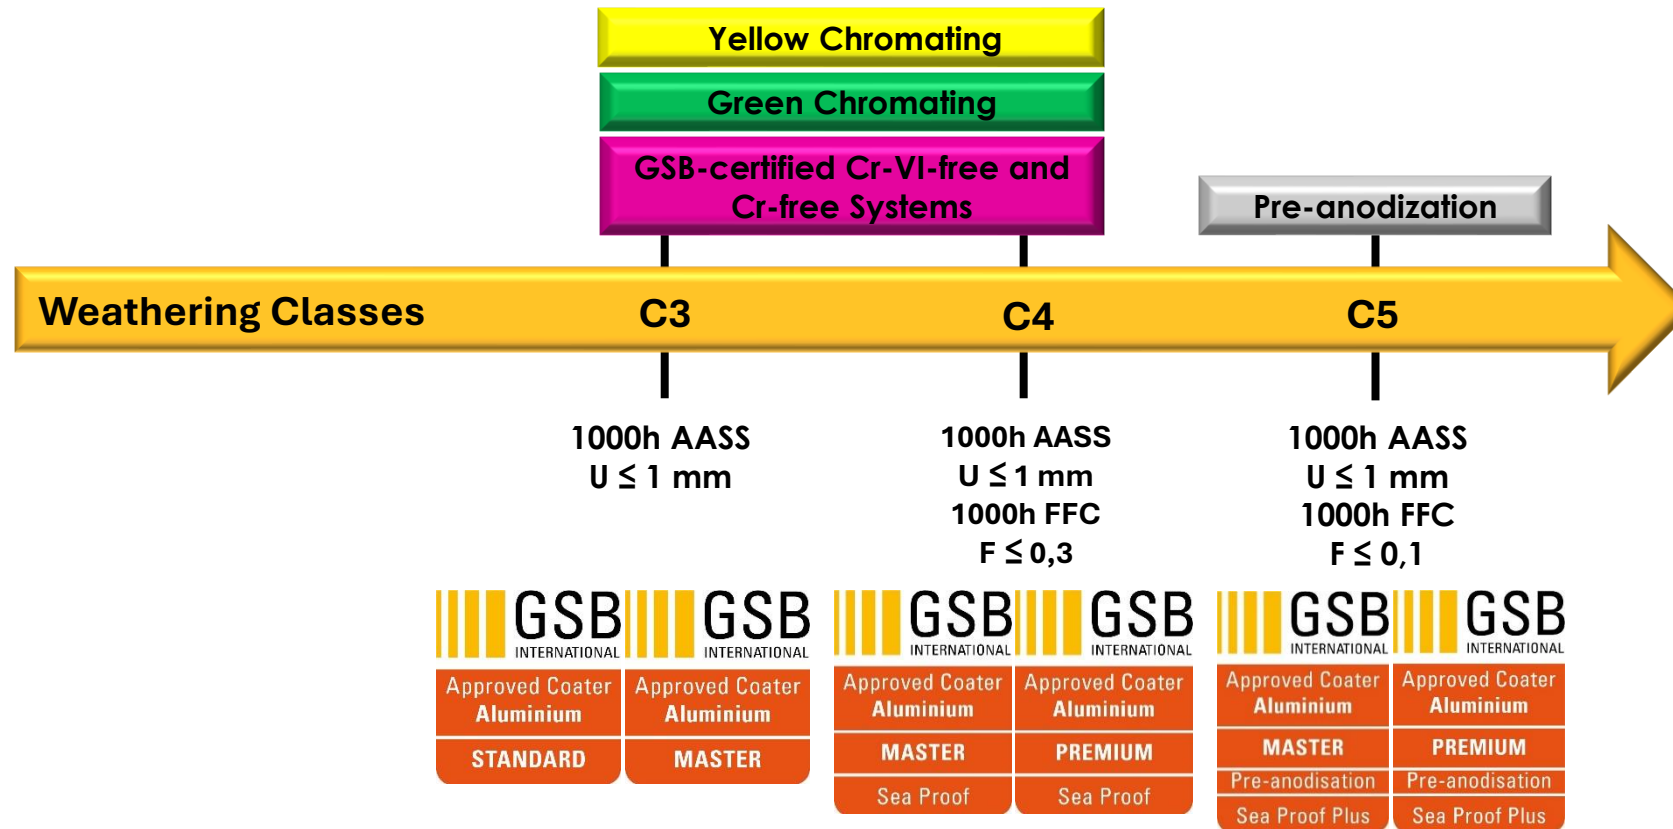 Yellow Chromating
Green Chromating
GSB-certified Cr-VI-free and
Cr-free Systems
Pre-anodization
Weathering Classes
C3
C4
C5
1000h AASS
U ≤ 1 mm
1000h AASS
U ≤ 1 mm
1000h FFC
F ≤ 0,3
1000h AASS
U ≤ 1 mm
1000h FFC
F ≤ 0,1
GSB
INTERNATIONAL
Approved Coater
Aluminium
STANDARD
GSB
INTERNATIONAL
Approved Coater
Aluminium
MASTER
GSB
INTERNATIONAL
Approved Coater
Aluminium
MASTER
Sea Proof
GSB
INTERNATIONAL
Approved Coater
Aluminium
PREMIUM
Sea Proof
GSB
INTERNATIONAL
Approved Coater
Aluminium
MASTER
Pre-anodisation
Sea Proof Plus
GSB
INTERNATIONAL
Approved Coater
Aluminium
PREMIUM
Pre-anodisation
Sea Proof Plus